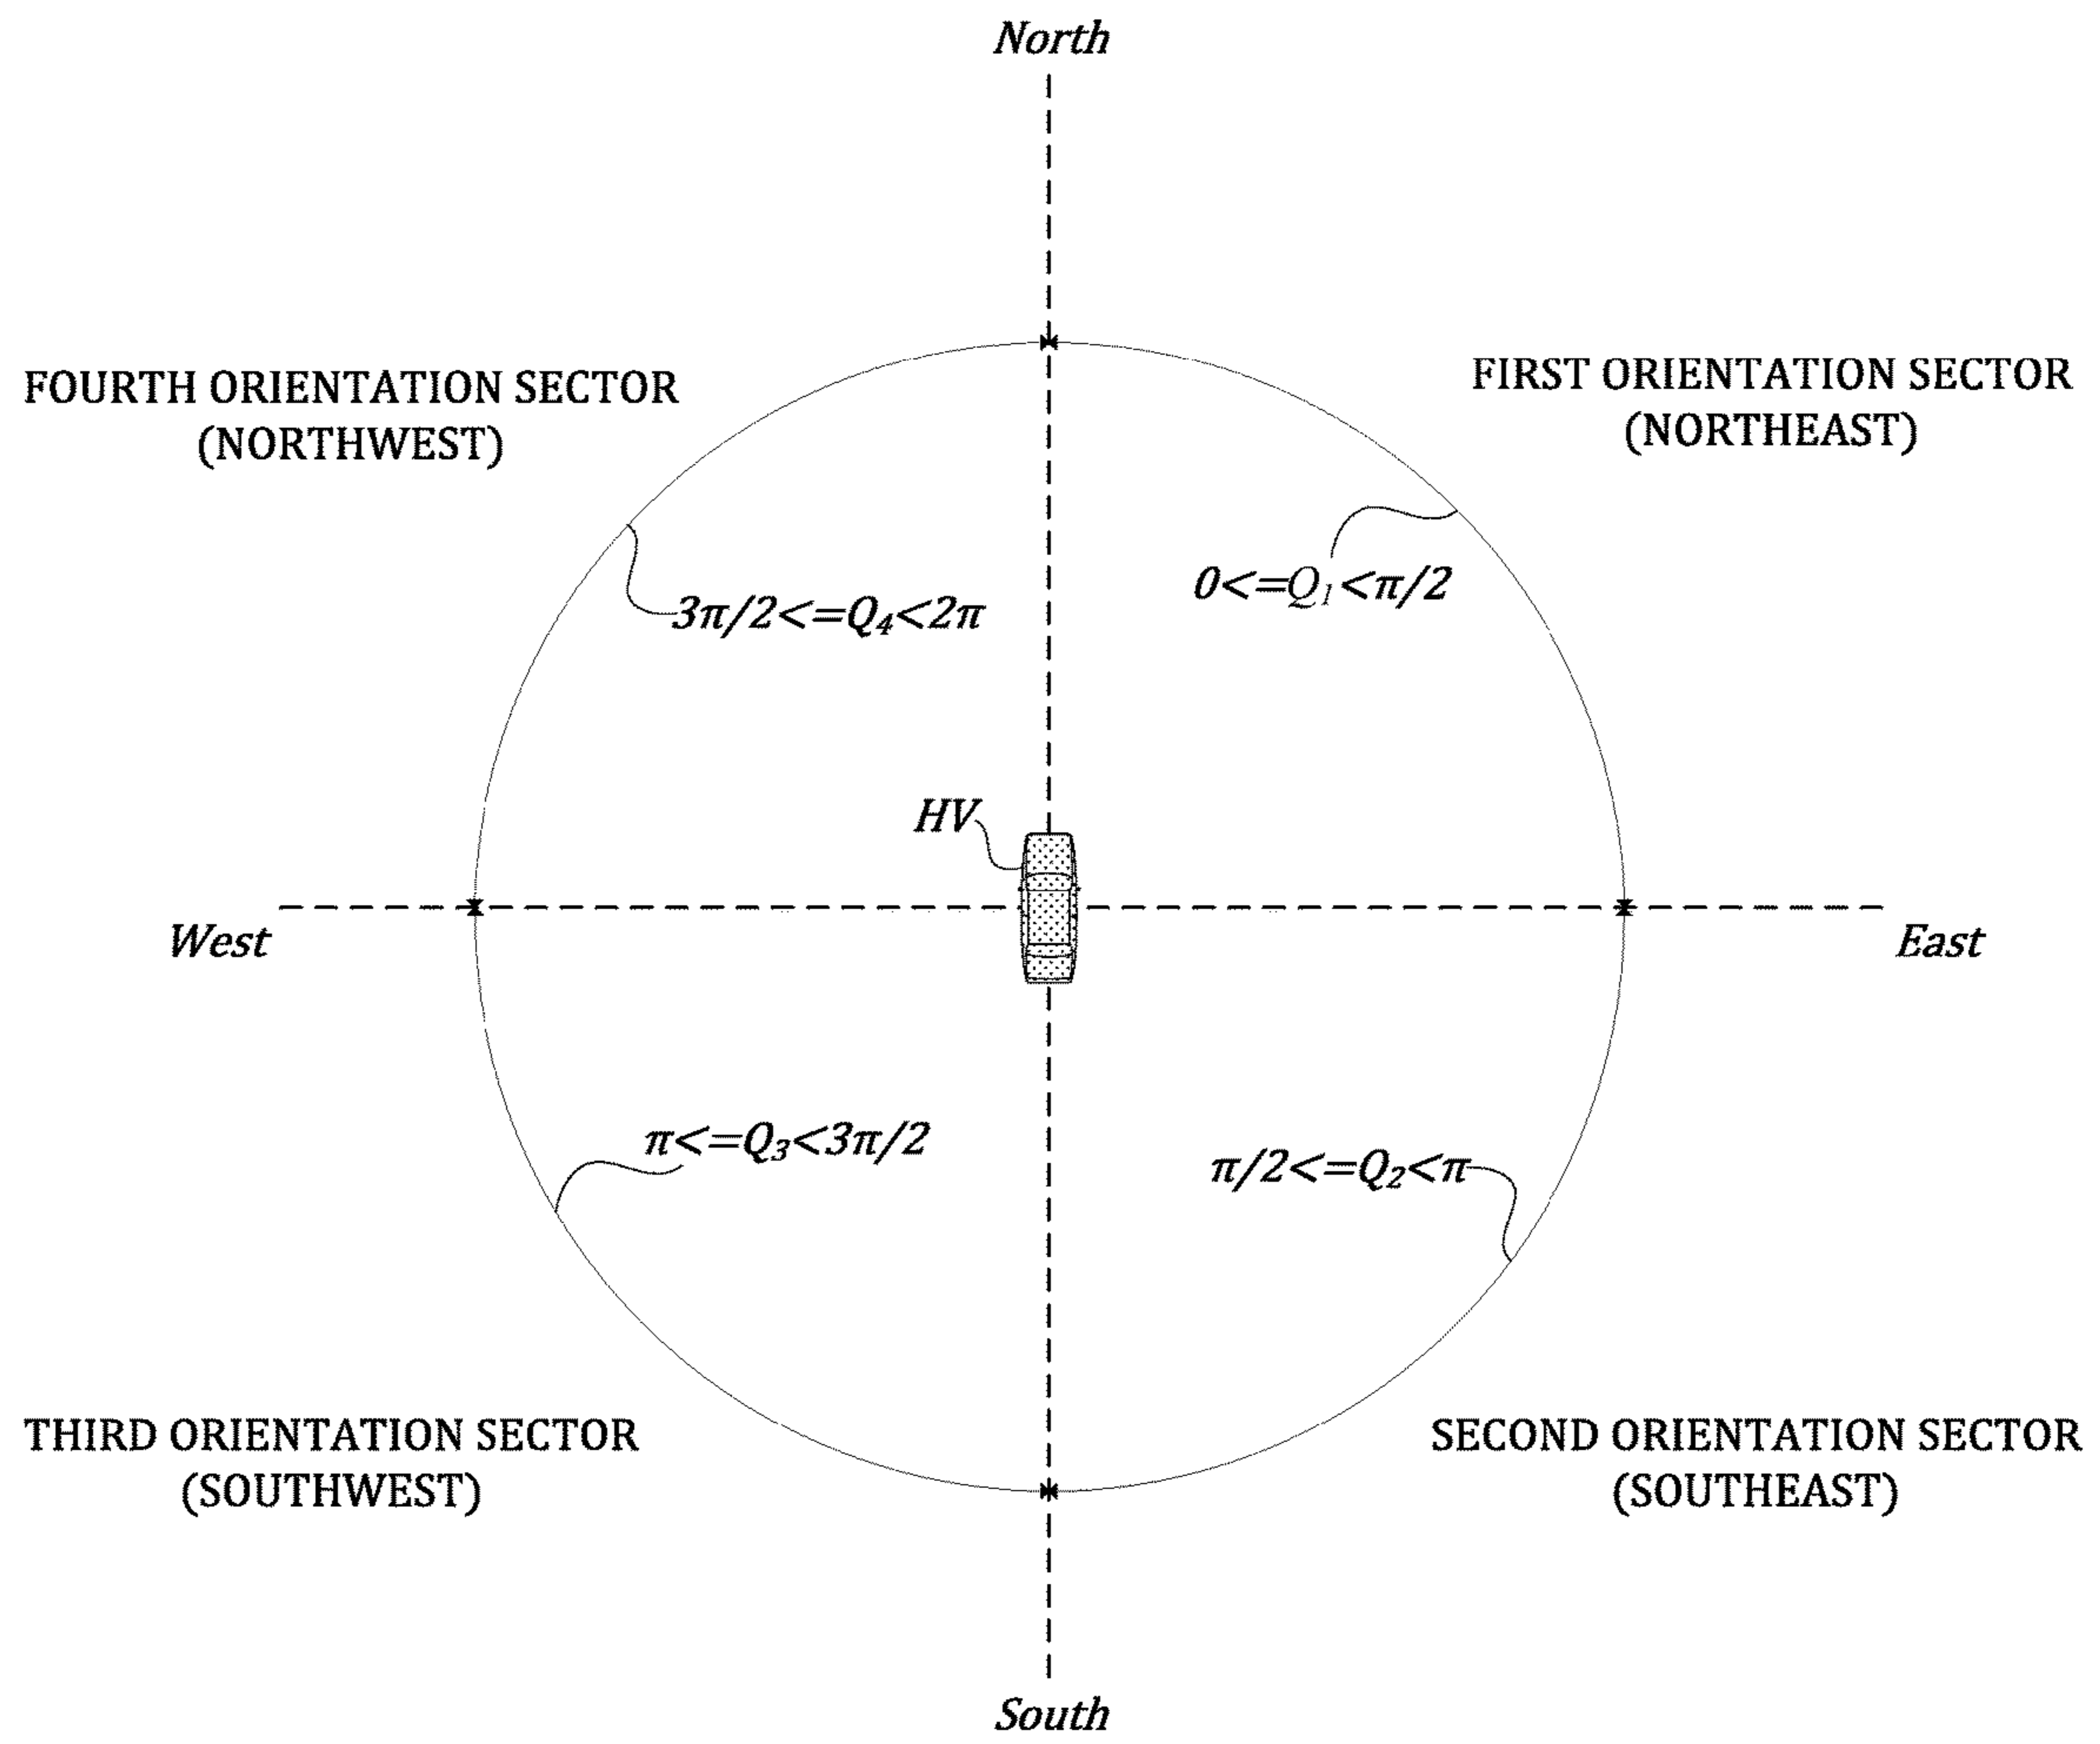 North
FOURTH ORIENTATION SECTOR
(NORTHWEST)
FIRST ORIENTATION SECTOR
(NORTHEAST)
0<=Q₁<π/2
3π/2<=Q₄<2π
HV
West
East
π<=Q₃<3π/2
π/2<=Q₂<π
THIRD ORIENTATION SECTOR
(SOUTHWEST)
SECOND ORIENTATION SECTOR
(SOUTHEAST)
South